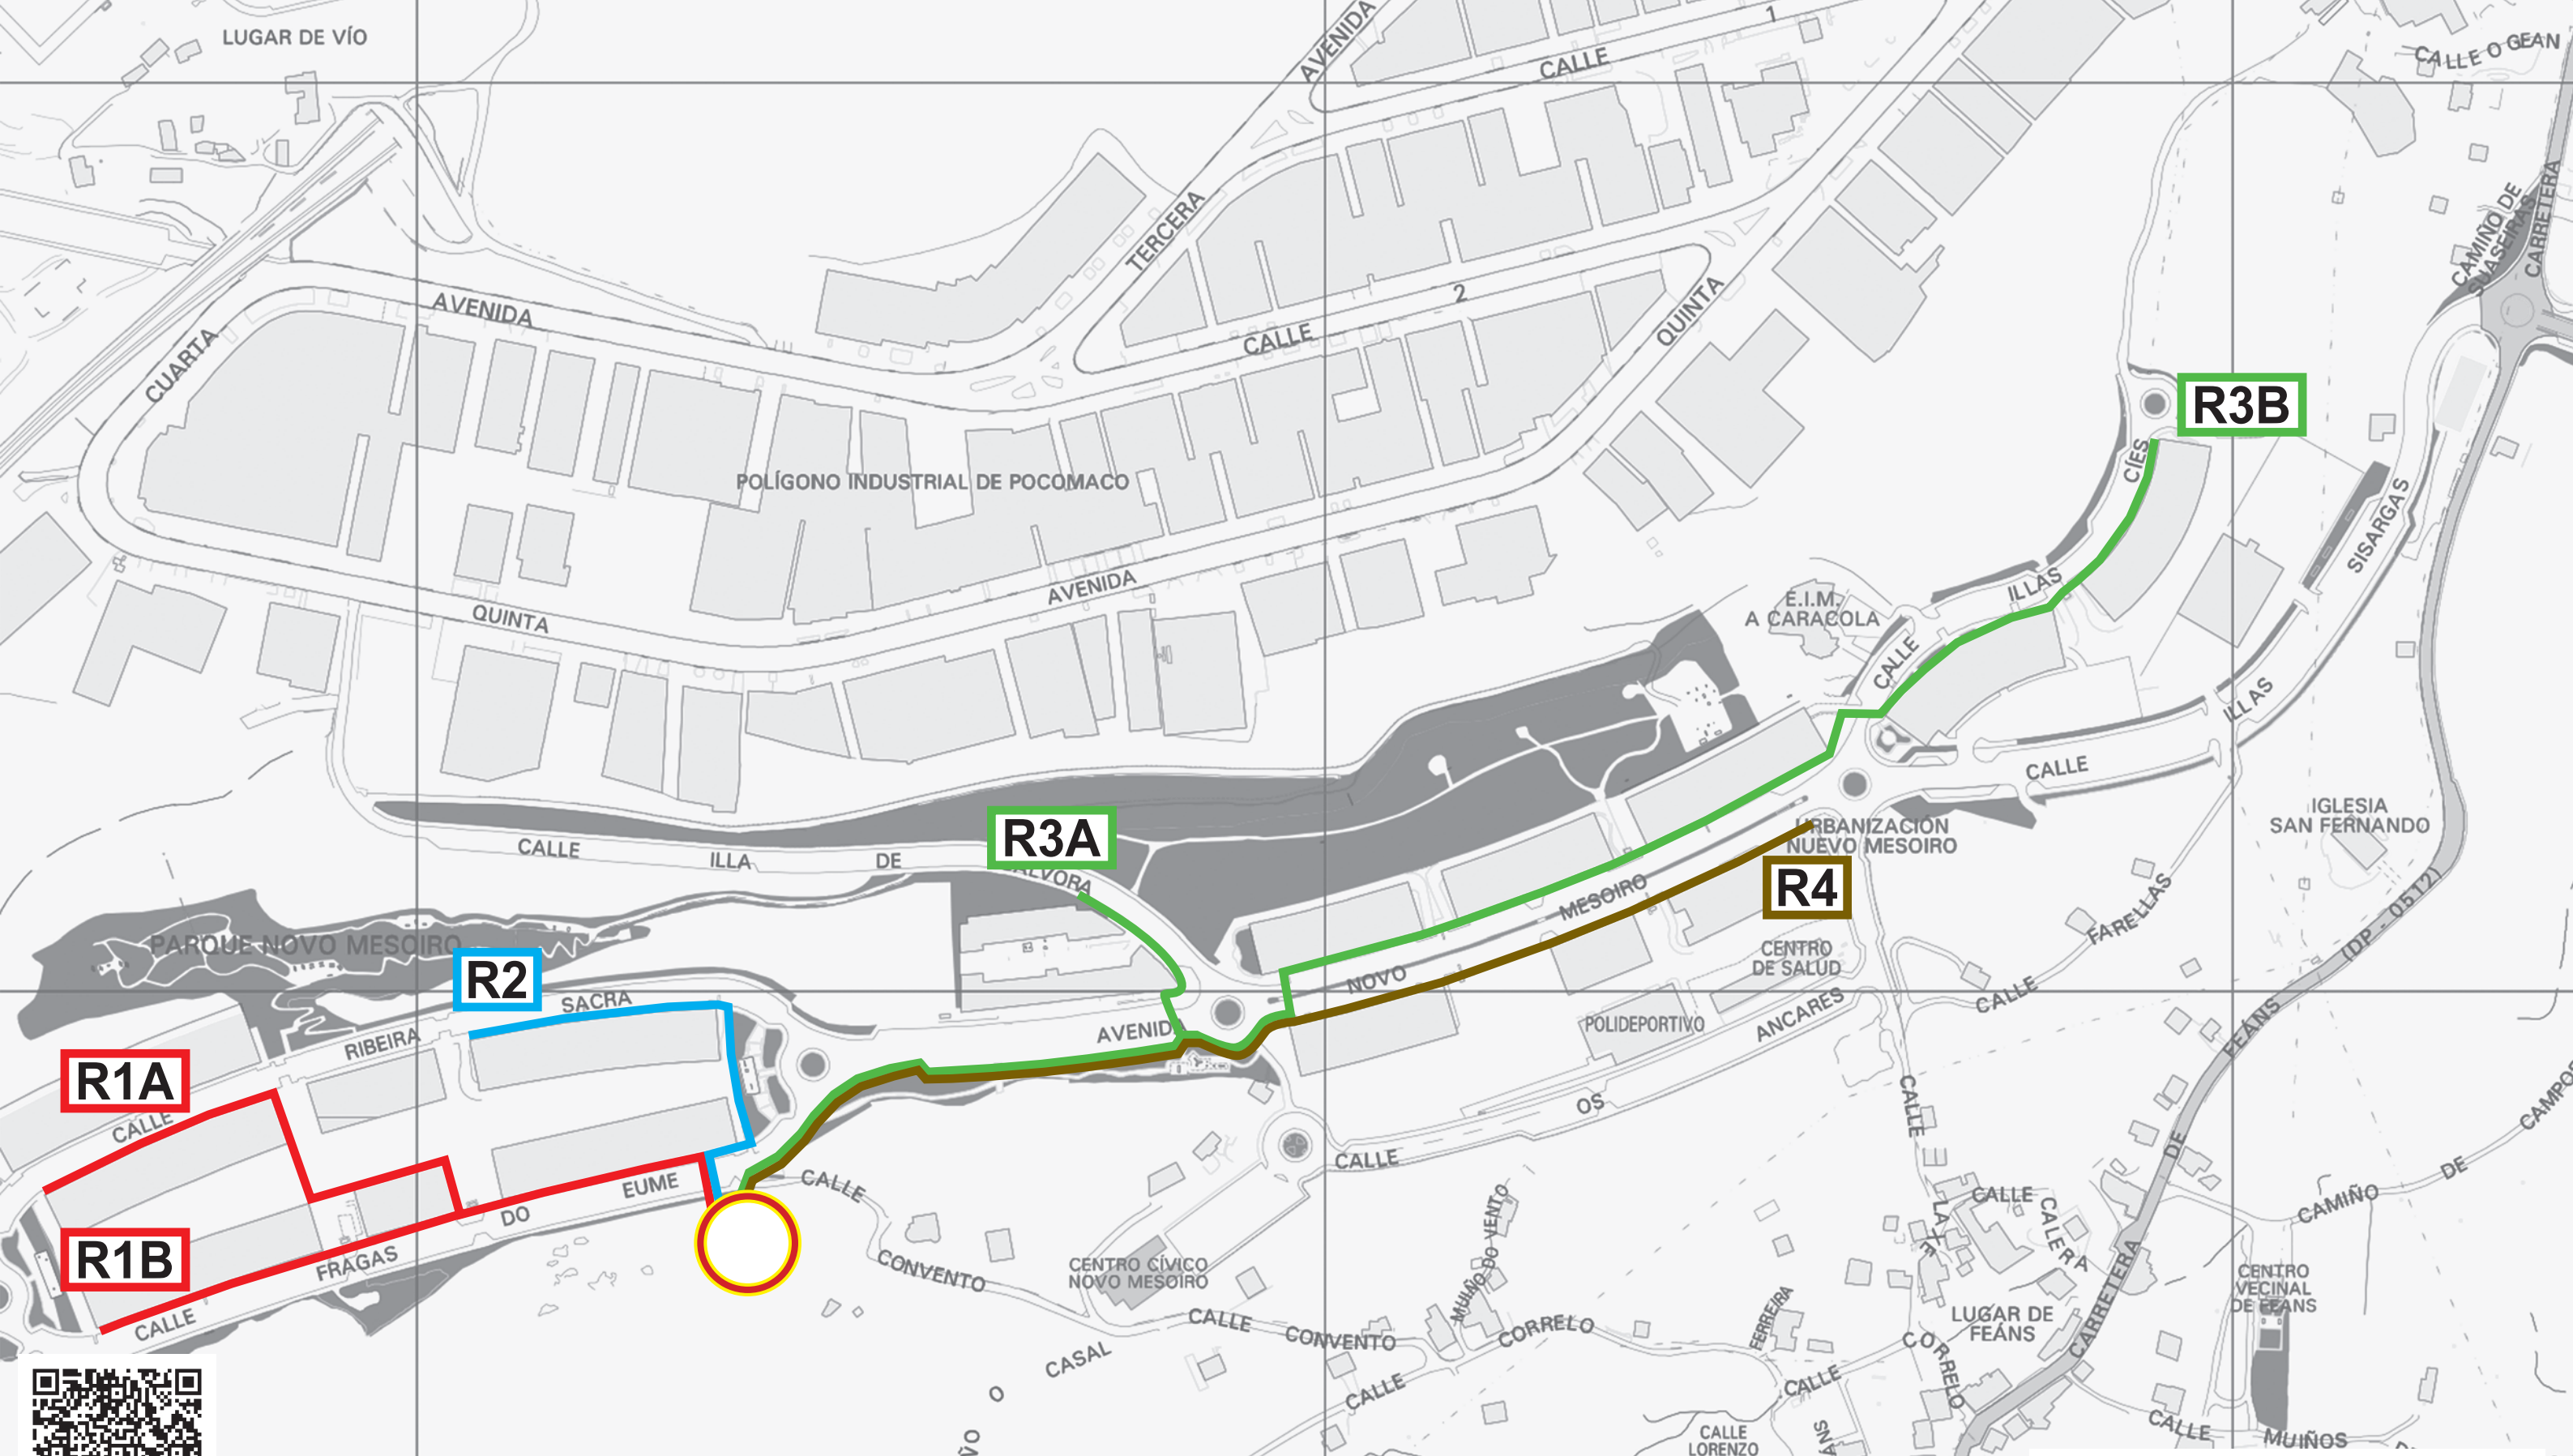 LUGAR DE VÍO
AVENIDA
CALLE
1
CALLE O GEAN
TERCERA
CAMIÑO DE
SUASEIRAS
CARRETERA
AVENIDA
CUARTA
CALLE
2
QUINTA
R3B
CÍES
POLÍGONO INDUSTRIAL DE POCOMACO
AVENIDA
QUINTA
SISARGAS
ILLAS
E.I.M.
A CARACOLA
CALLE
ILLAS
CALLE
R3A
CALLE ILLA DE
URBANIZACIÓN
NUEVO MESOIRO
IGLESIA
SAN FERNANDO
R4
MESOIRO
NOVO
AVENIDA
PARQUE NOVO MESOIRO
R2
SACRA
RIBEIRA
CALLE
R1A
CENTRO
DE SALUD
CALLE FARELLAS
(DP - 0512)
POLIDEPORTIVO
ANCARES
OS
CALLE
FEÁNS
DE
CARRETERA
CALLE
LATE
CALLE
CALERA
CAMIÑO DE
CAMPOS
EUME
DO
FRAGAS
CALLE
R1B
CALLE
CONVENTO
CENTRO CÍVICO
NOVO MESOIRO
CALLE
CONVENTO
MUIÑO DO VENTO
CORRELO
CALLE
FERREIRA
LUGAR DE
FEÁNS
CORRELO
CALLE
CENTRO
VECINAL
DE FEÁNS
CASAL
O
CALLE
LORENZO
CALLE
MUIÑOS